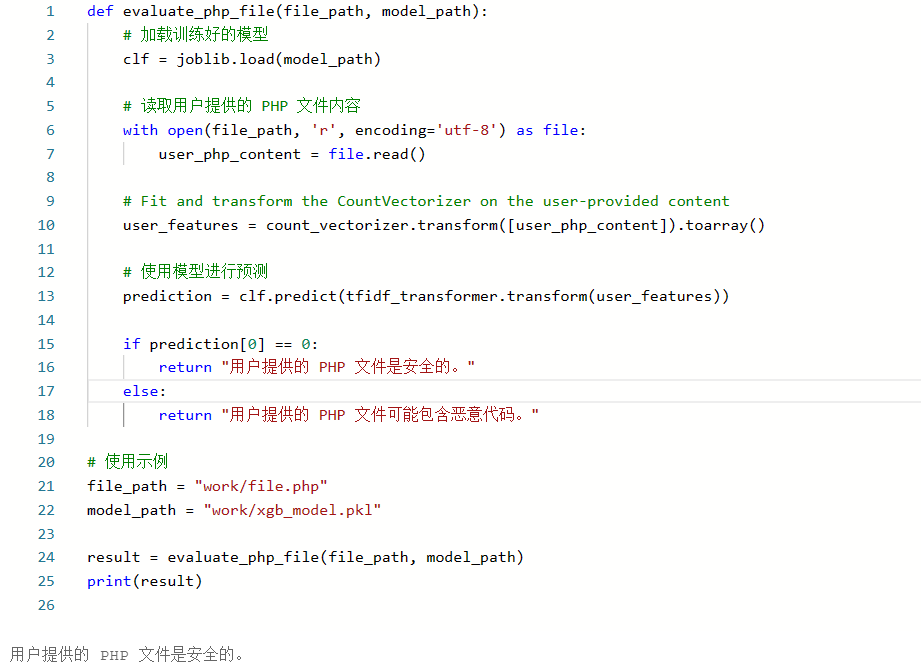 1 def evaluate_php_file(file_path, model_path):
2     # 加载训练好的模型
3     clf = joblib.load(model_path)
4
5     # 读取用户提供的 PHP 文件内容
6     with open(file_path, 'r', encoding='utf-8') as file:
7         user_php_content = file.read()
8
9     # Fit and transform the CountVectorizer on the user-provided content
10     user_features = count_vectorizer.transform([user_php_content]).toarray()
11
12     # 使用模型进行预测
13     prediction = clf.predict(tfidf_transformer.transform(user_features))
14
15     if prediction[0] == 0:
16         return "用户提供的 PHP 文件是安全的。"
17     else:
18         return "用户提供的 PHP 文件可能包含恶意代码。"
19
20 # 使用示例
21 file_path = "work/file.php"
22 model_path = "work/xgb_model.pkl"
23
24 result = evaluate_php_file(file_path, model_path)
25 print(result)
26
用户提供的 PHP 文件是安全的。